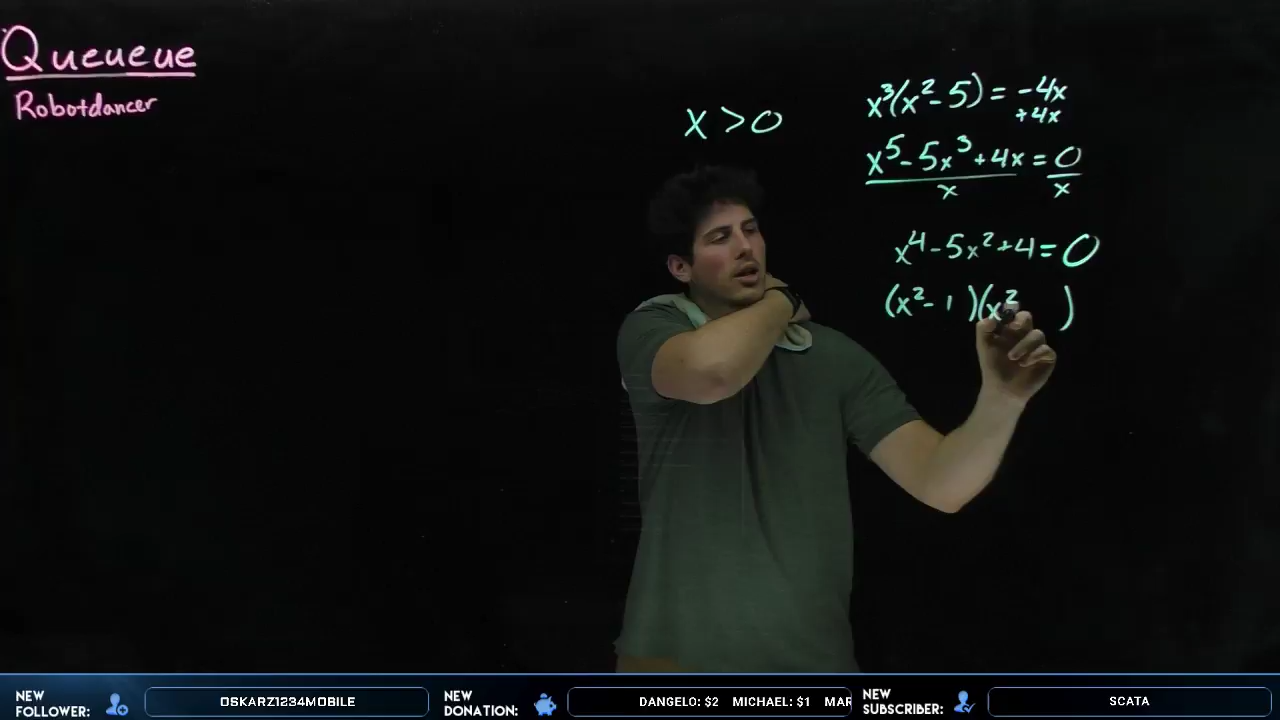 Queueue
Robotdancer
x > 0
x³(x² - 5) = -4x
+4x
x⁵ - 5x³ + 4x = 0
x x
x⁴ - 5x² + 4 = 0
(x² - 1 )(x² )
NEW FOLLOWER: OSKARZ1234MOBILE
NEW DONATION: DANGELO: $2 MICHAEL: $1 MAR
NEW SUBSCRIBER: SCATA